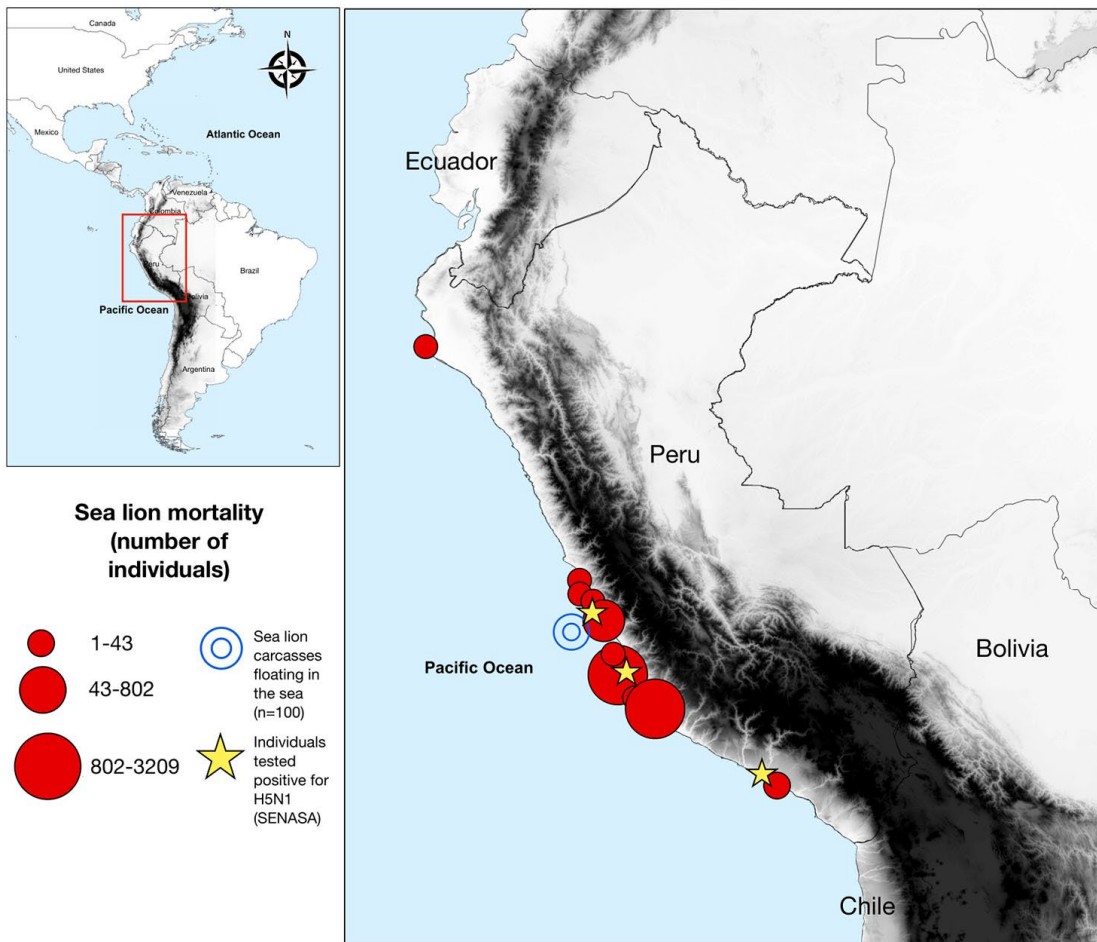 Canada
N
United States
Atlantic Ocean
Mexico
Venezuela
Colombia
Peru
Brazil
Bolivia
Pacific Ocean
Argentina
Ecuador
Peru
Bolivia
Pacific Ocean
Chile
Sea lion mortality
(number of
individuals)
1-43
43-802
802-3209
Sea lion
carcasses
floating in
the sea
(n=100)
Individuals
tested
positive for
H5N1
(SENASA)